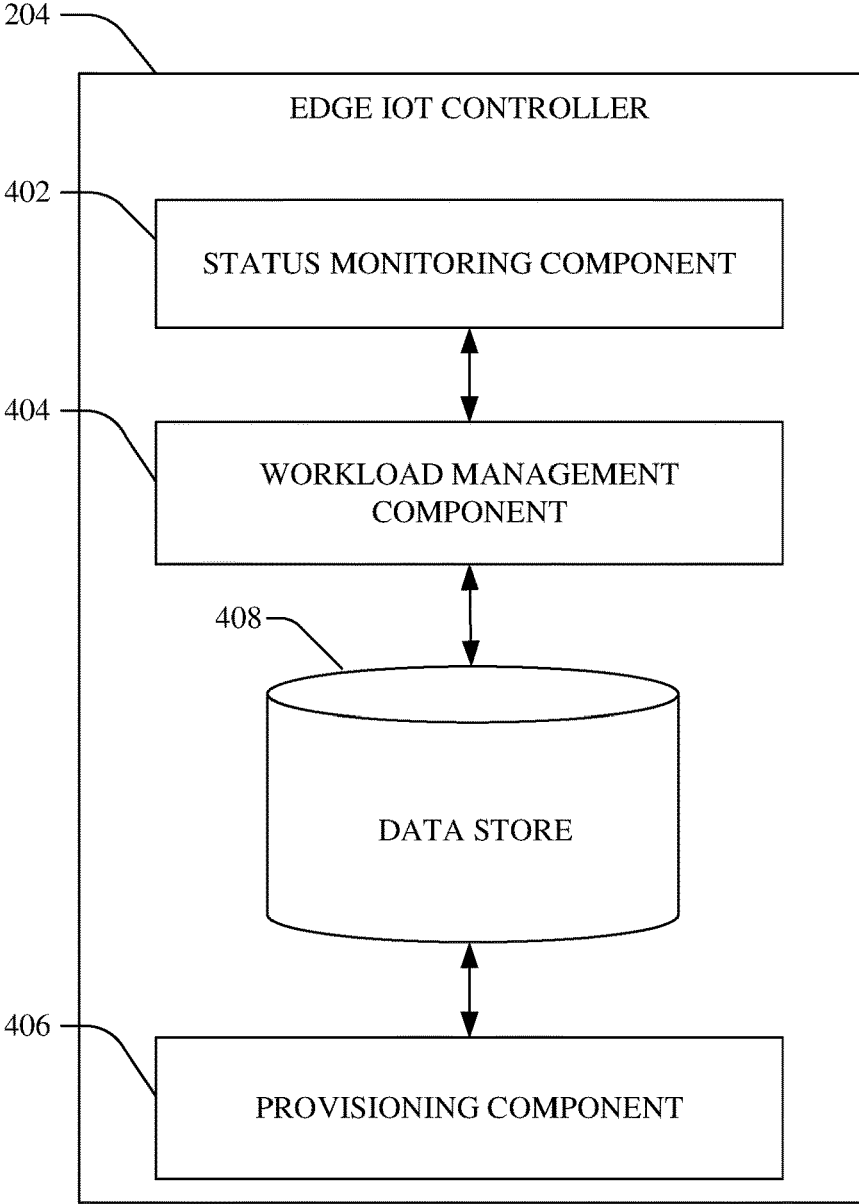 204
EDGE IOT CONTROLLER
402
STATUS MONITORING COMPONENT
404
WORKLOAD MANAGEMENT
COMPONENT
408
DATA STORE
406
PROVISIONING COMPONENT